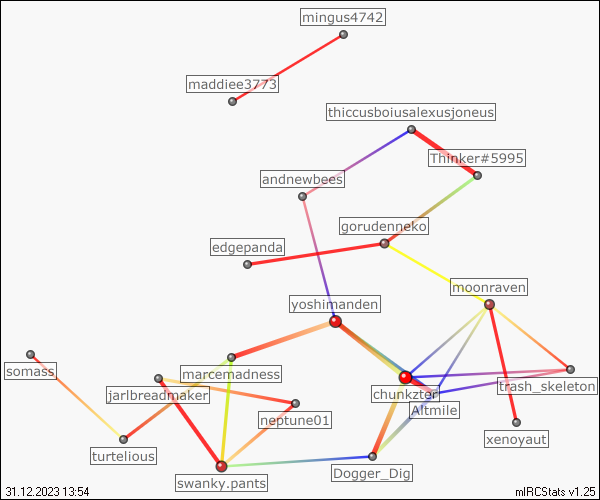 mingus4742
maddiee3773
thiccusboiusalexusjoneus
Thinker#5995
andnewbees
gorudenneko
edgepanda
moonraven
yoshimanden
somass
marcemadness
trash_skeleton
jarlbreadmaker
chunkzter
Altmile
neptune01
xenoyaut
turtelious
swanky.pants
Dogger_Dig
31.12.2023 13:54
mIRCStats v1.25